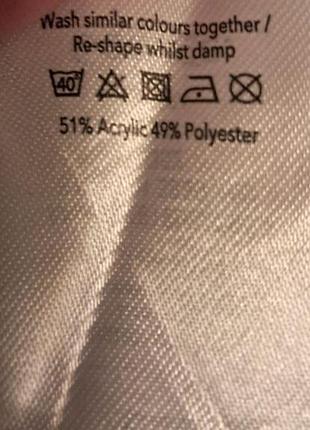 Wash similar colours together /
Re-shape whilst damp
40°
51% Acrylic 49% Polyester